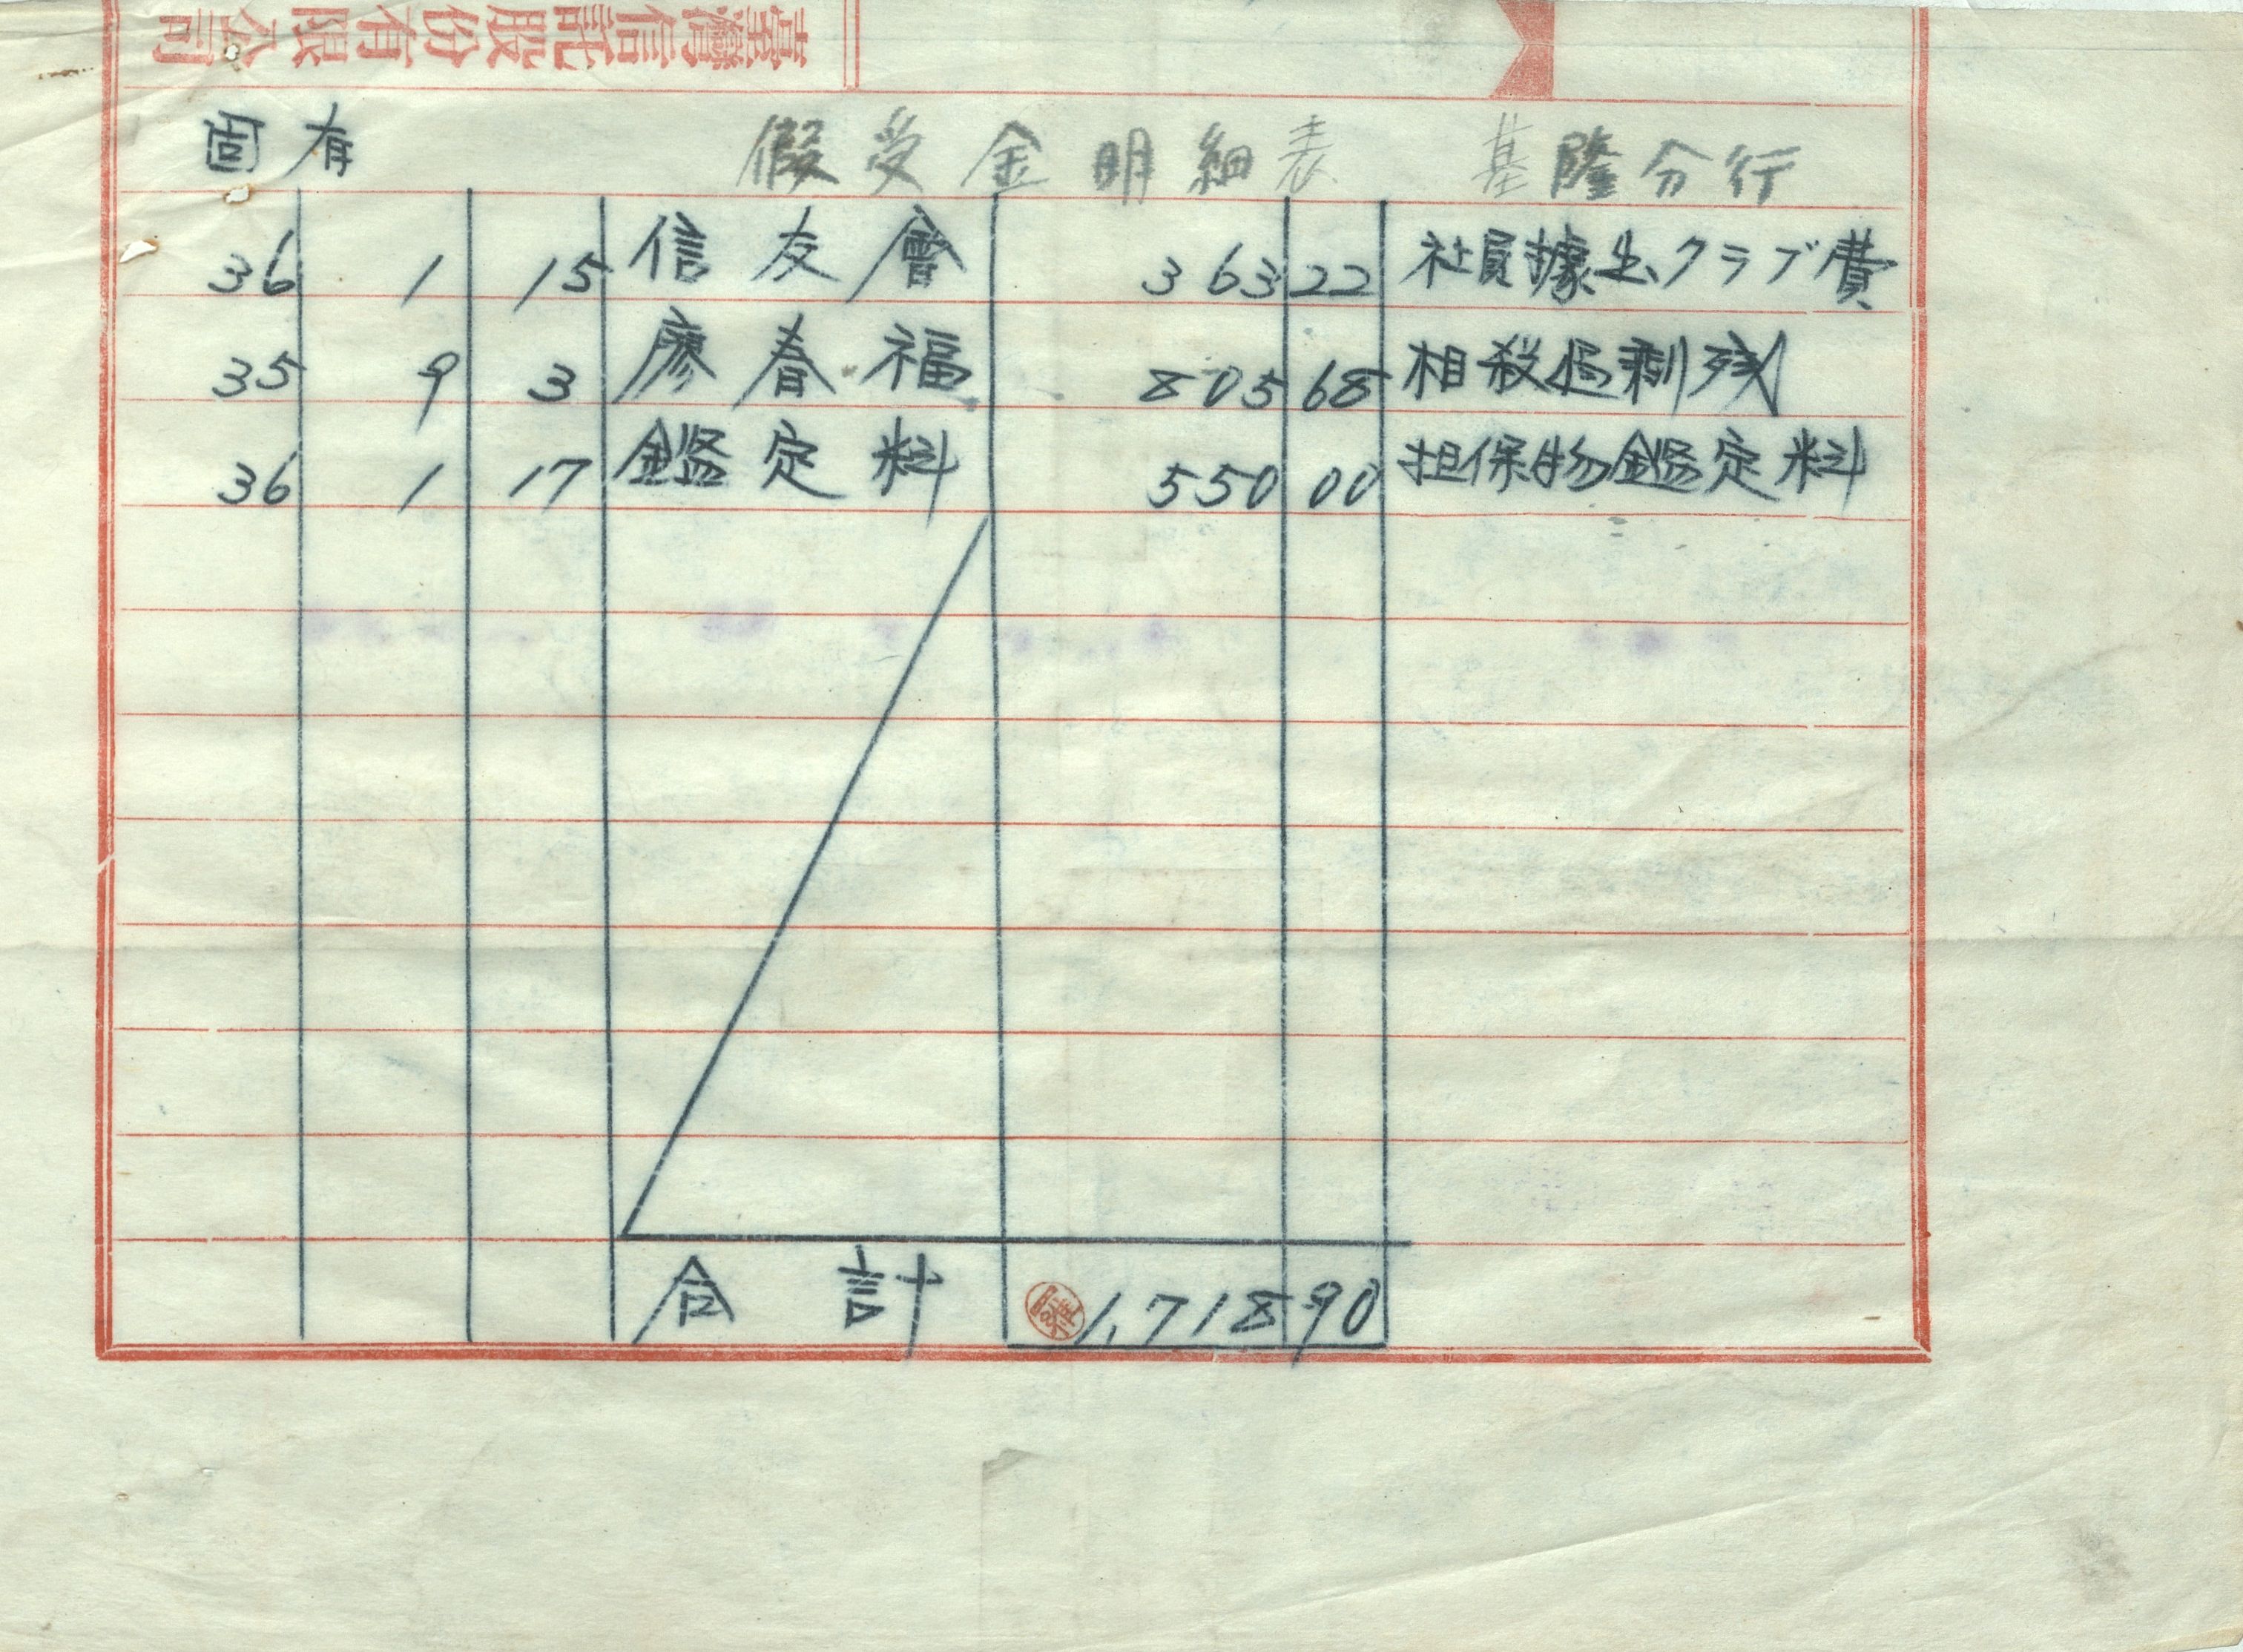 臺灣信託股份有限公司
固有 假受金明細表 基隆分行
36 1 15 信友會 363 22 社員據出クラブ費
35 9 3 廖春福 805 68 相殺過剩残
36 1 17 鑑定料 550 00 担保物鑑定料
合計 1,718 90